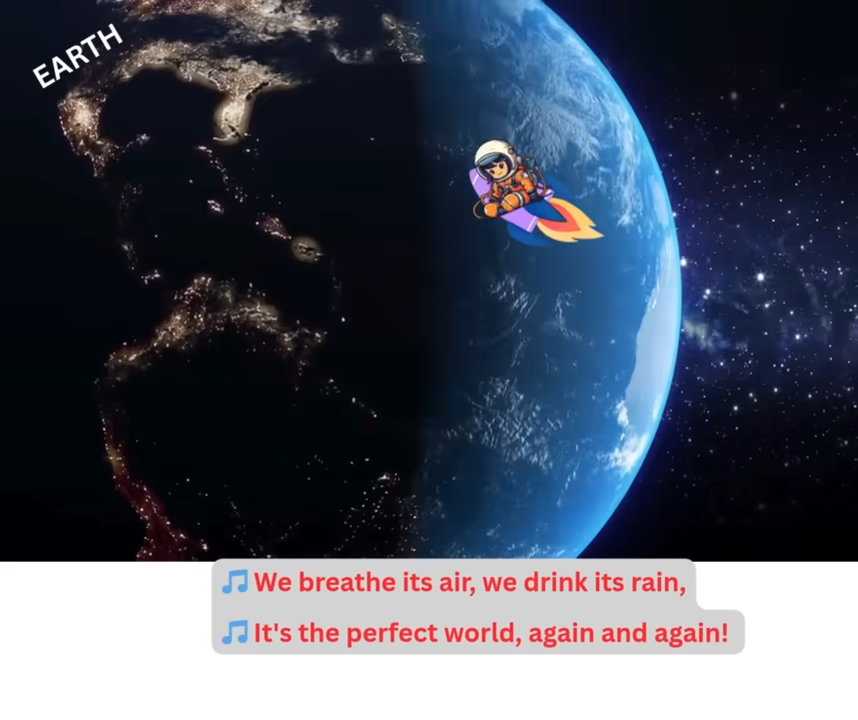 EARTH
🎵We breathe its air, we drink its rain,
🎵It's the perfect world, again and again!